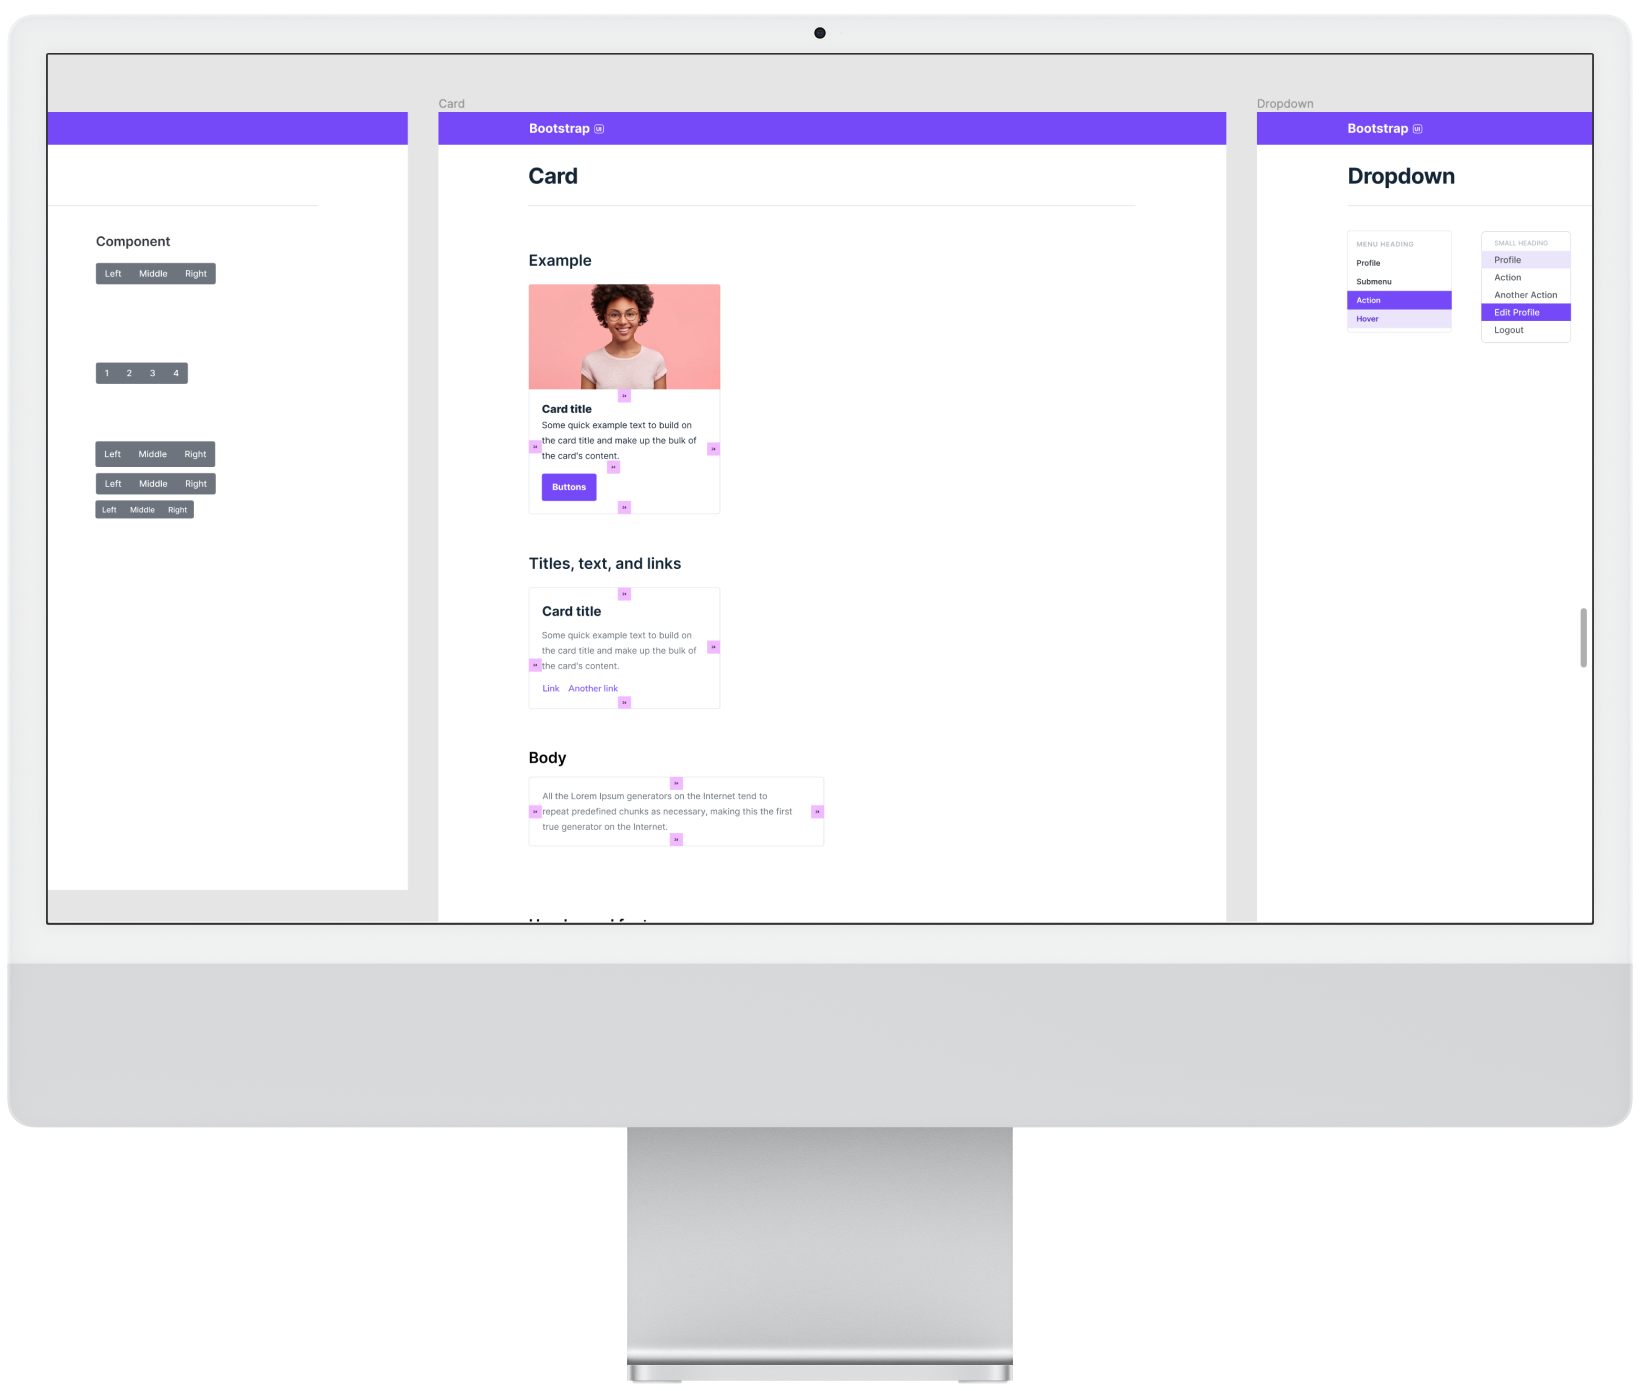 Component
Left Middle Right
1 2 3 4
Left Middle Right
Left Middle Right
Left Middle Right
Card
Bootstrap UI
Card
Example
Card title
Some quick example text to build on
the card title and make up the bulk of
the card's content.
Buttons
Titles, text, and links
Card title
Some quick example text to build on
the card title and make up the bulk of
the card's content.
Link Another link
Body
All the Lorem Ipsum generators on the Internet tend to
repeat predefined chunks as necessary, making this the first
true generator on the Internet.
Dropdown
Bootstrap UI
Dropdown
MENU HEADING
Profile
Submenu
Action
Hover
SMALL HEADING
Profile
Action
Another Action
Edit Profile
Logout